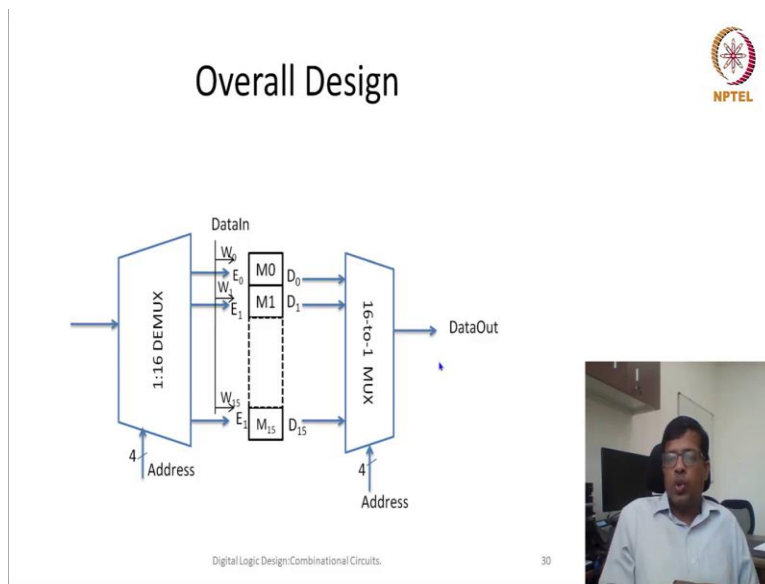 Overall Design
NPTEL
DataIn
W0
E0
M0
D0
W1
E1
M1
D1
1:16 DEMUX
16-to-1 MUX
DataOut
W15
E1
M15
D15
4
Address
4
Address
Digital Logic Design:Combinational Circuits.
30